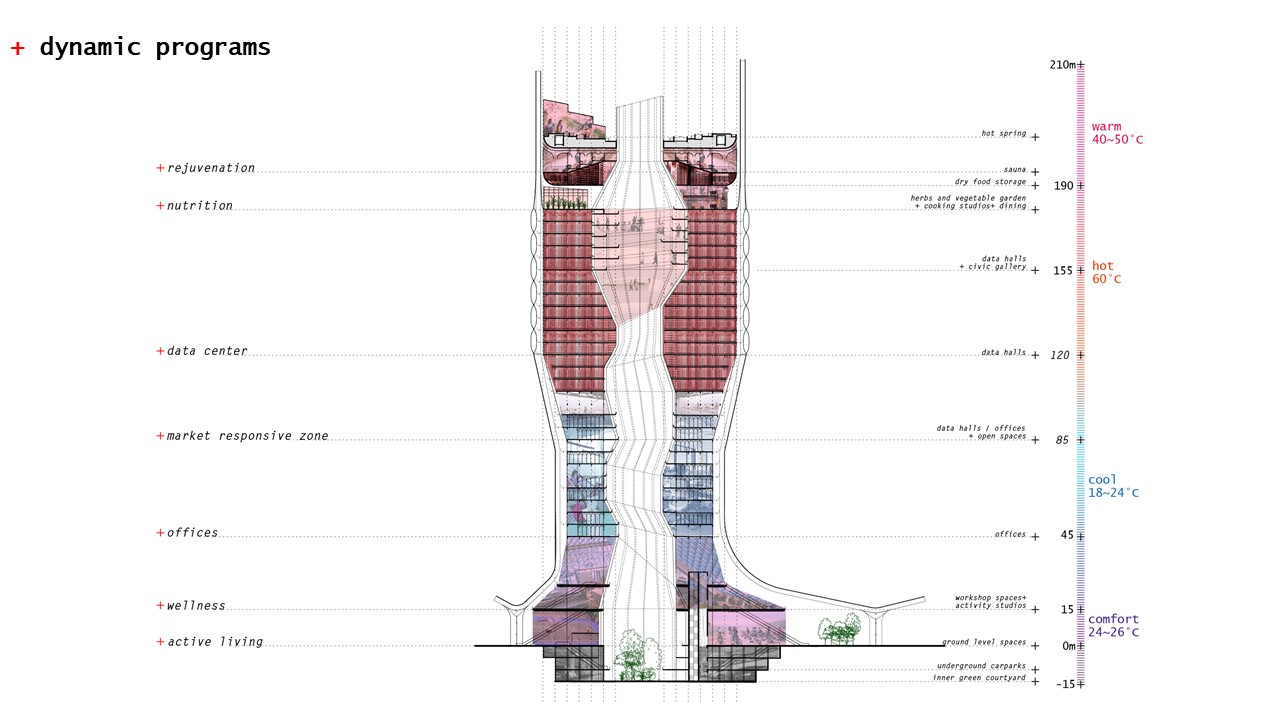 + dynamic programs
210m
hot spring
warm
40~50°C
+ rejuvenation
sauna
dry food storage
190
+ nutrition
herbs and vegetable garden
+ cooking studios+ dining
data halls
+ civic gallery
155
hot
60°C
+ data center
data halls
120
+ market responsive zone
data halls / offices
+ open spaces
85
cool
18~24°C
+ offices
offices
45
+ wellness
workshop spaces+
activity studios
15
comfort
24~26°C
+ active living
ground level spaces
0m
underground carparks
inner green courtyard
-15